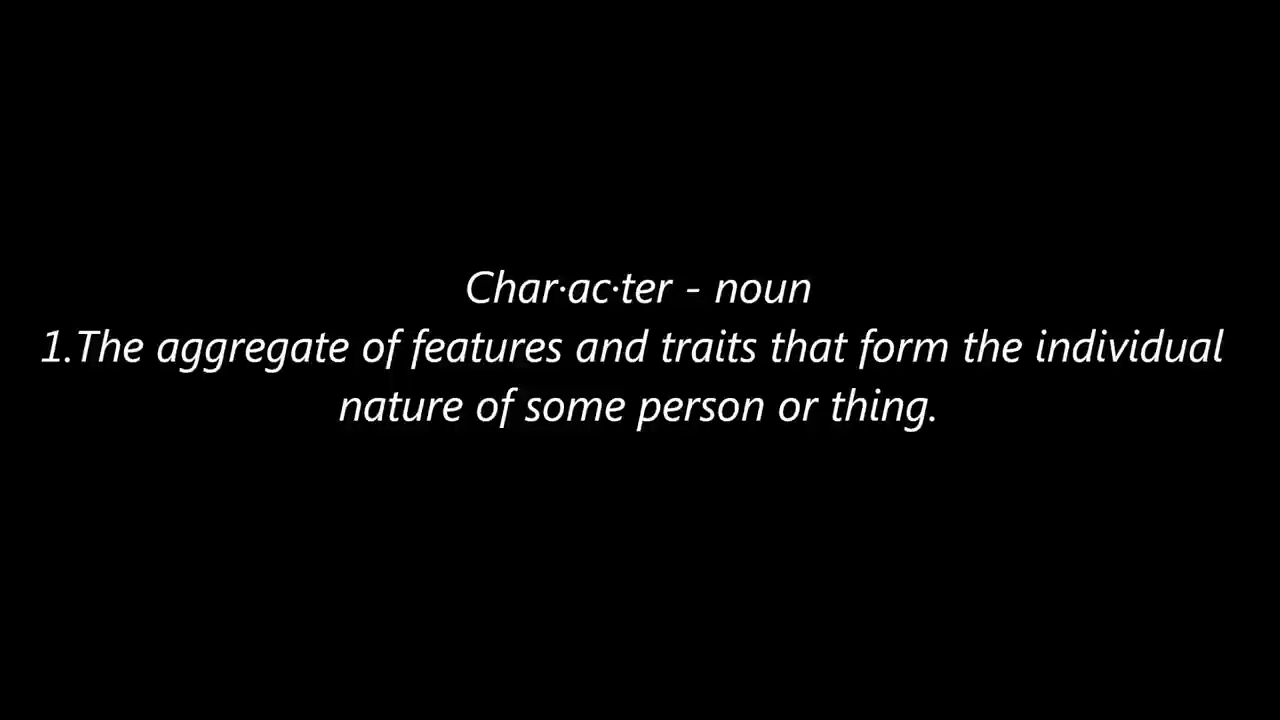 Char·ac·ter - noun
1.The aggregate of features and traits that form the individual
nature of some person or thing.